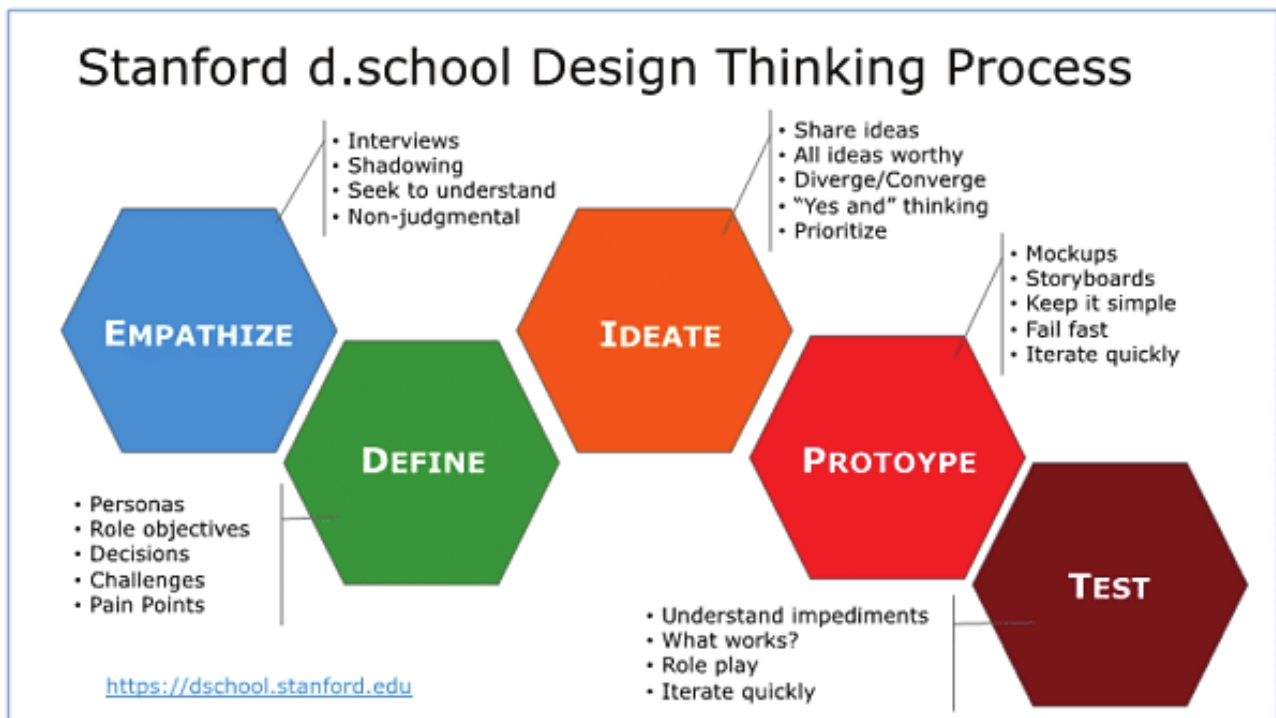 Stanford d.school Design Thinking Process
• Interviews
• Shadowing
• Seek to understand
• Non-judgmental
• Share ideas
• All ideas worthy
• Diverge/Converge
• “Yes and” thinking
• Prioritize
• Mockups
• Storyboards
• Keep it simple
• Fail fast
• Iterate quickly
EMPATHIZE
DEFINE
IDEATE
PROTOYPE
TEST
• Personas
• Role objectives
• Decisions
• Challenges
• Pain Points
• Understand impediments
• What works?
• Role play
• Iterate quickly
https://dschool.stanford.edu